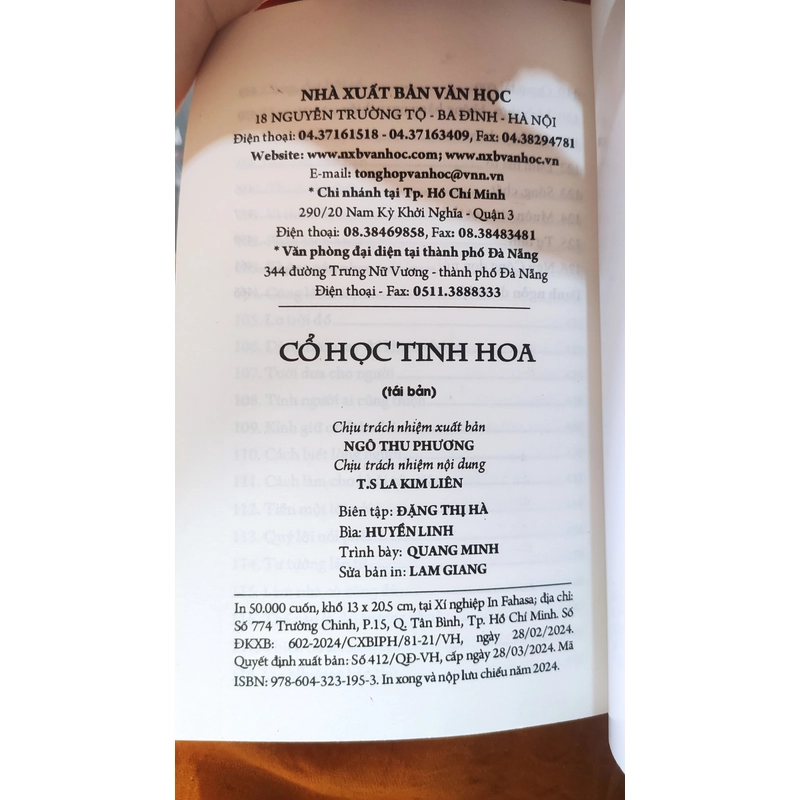 NHÀ XUẤT BẢN VĂN HỌC
18 NGUYỄN TRƯỜNG TỘ - BA ĐÌNH - HÀ NỘI
Điện thoại: 04.37161518 - 04.37163409, Fax: 04.38294781
Website: www.nxbvanhoc.com; www.nxbvanhoc.vn
E-mail: tonghopvanhoc@vnn.vn
* Chi nhánh tại Tp. Hồ Chí Minh
290/20 Nam Kỳ Khởi Nghĩa - Quận 3
Điện thoại: 08.38469858, Fax: 08.38483481
* Văn phòng đại diện tại thành phố Đà Nẵng
344 đường Trưng Nữ Vương - thành phố Đà Nẵng
Điện thoại - Fax: 0511.3888333
CỔ HỌC TINH HOA
(tái bản)
Chịu trách nhiệm xuất bản
NGÔ THU PHƯƠNG
Chịu trách nhiệm nội dung
T.S LA KIM LIÊN
Biên tập: ĐẶNG THỊ HÀ
Bìa: HUYỀN LINH
Trình bày: QUANG MINH
Sửa bản in: LAM GIANG
In 50.000 cuốn, khổ 13 x 20.5 cm, tại Xí nghiệp In Fahasa; địa chỉ:
Số 774 Trường Chinh, P.15, Q. Tân Bình, Tp. Hồ Chí Minh. Số
ĐKXB: 602-2024/CXBIPH/81-21/VH, ngày 28/02/2024.
Quyết định xuất bản: Số 412/QĐ-VH, cấp ngày 28/03/2024. Mã
ISBN: 978-604-323-195-3. In xong và nộp lưu chiểu năm 2024.